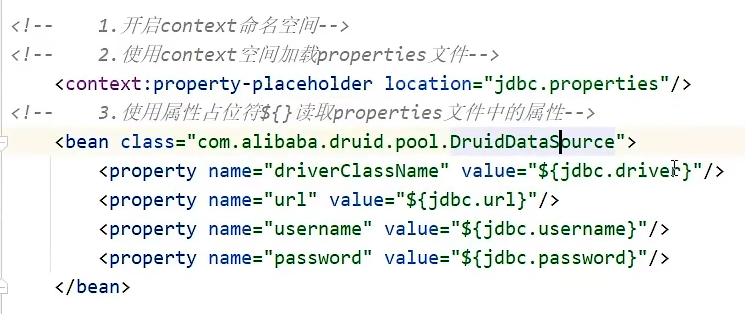 <!--    1.开启context命名空间-->
<!--    2.使用context空间加载properties文件-->
<context:property-placeholder location="jdbc.properties"/>
<!--    3.使用属性占位符${}读取properties文件中的属性-->
<bean class="com.alibaba.druid.pool.DruidDataSource">
<property name="driverClassName" value="${jdbc.driver}"/>
<property name="url" value="${jdbc.url}"/>
<property name="username" value="${jdbc.username}"/>
<property name="password" value="${jdbc.password}"/>
</bean>